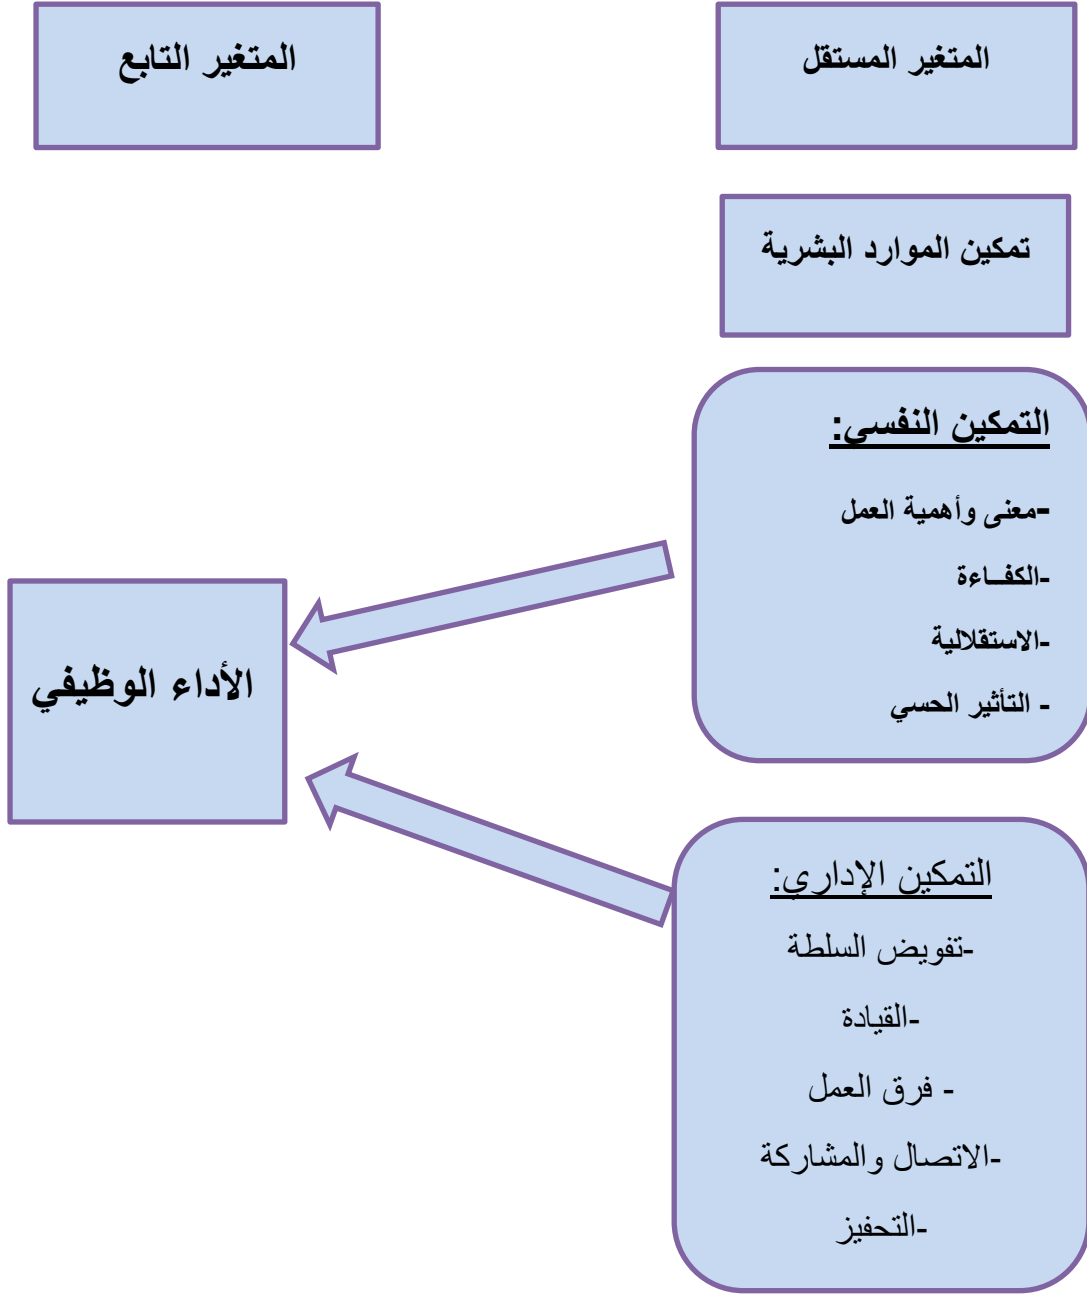 المتغير المستقل
المتغير التابع
تمكين الموارد البشرية
التمكين النفسي:
-معنى وأهمية العمل
-الكفــاءة
-الاستقلالية
- التأثير الحسي
الأداء الوظيفي
التمكين الإداري:
-تفويض السلطة
-القيادة
- فرق العمل
-الاتصال والمشاركة
-التحفيز